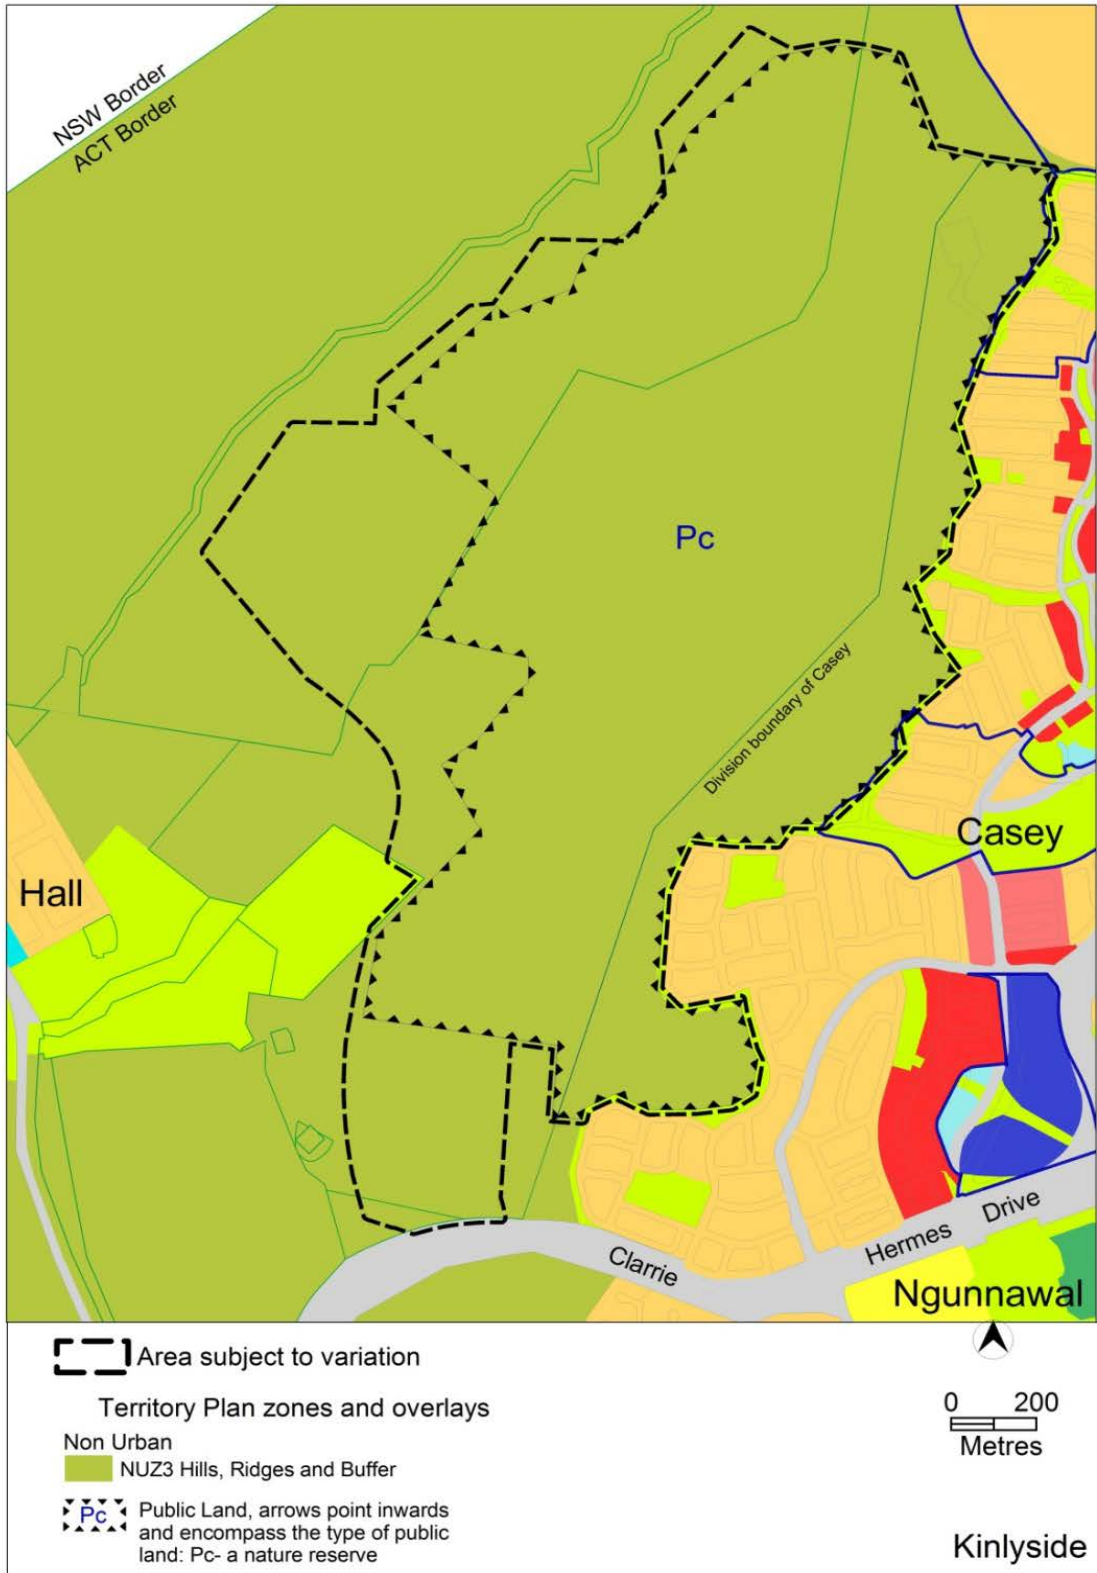 NSW Border
ACT Border
Pc
Division boundary of Casey
Casey
Hall
Clarrie
Hermes
Drive
Ngunnawal
Area subject to variation
Territory Plan zones and overlays
Non Urban
NUZ3 Hills, Ridges and Buffer
Pc
Public Land, arrows point inwards
and encompass the type of public
land: Pc- a nature reserve
0 200
Metres
Kinlyside